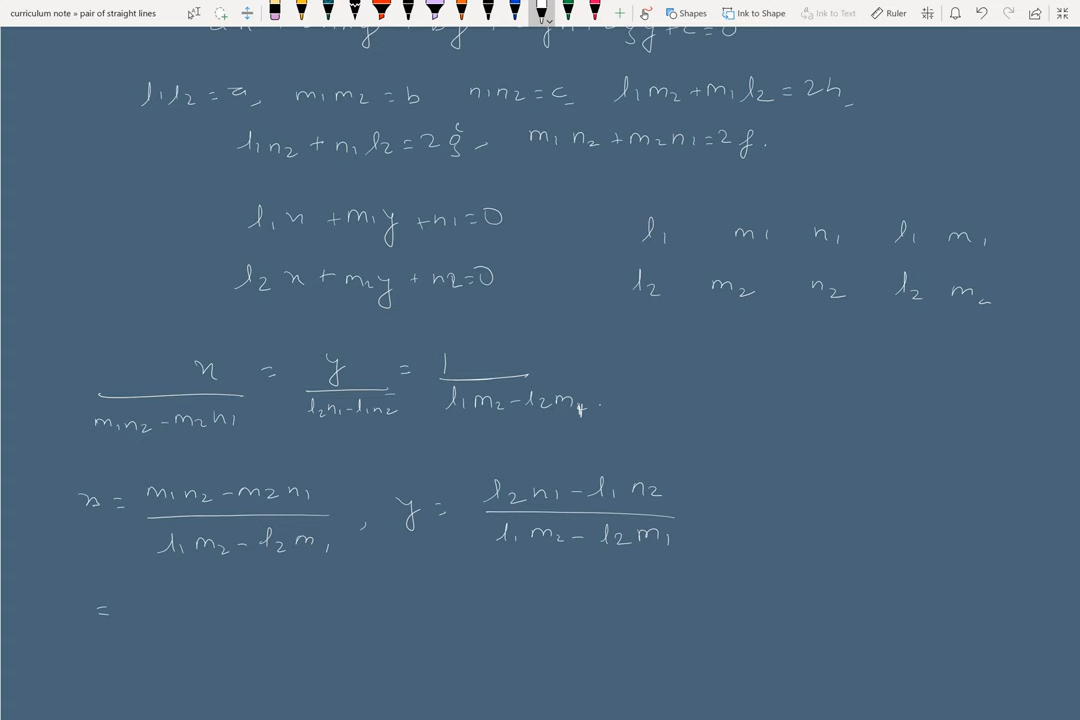 curriculum note » pair of straight lines
Shapes Ink to Shape Ink to Text Ruler
l₁l₂ = a, m₁m₂ = b n₁n₂ = c, l₁m₂ + m₁l₂ = 2h,
l₁n₂ + n₁l₂ = 2g, m₁n₂ + m₂n₁ = 2f.
l₁x + m₁y + n₁ = 0
l₂x + m₂y + n₂ = 0
l₁ m₁ n₁ l₁ m₁
l₂ m₂ n₂ l₂ m₂
x/(m₁n₂ - m₂n₁) = y/(l₂n₁ - l₁n₂) = 1/(l₁m₂ - l₂m₁).
x = (m₁n₂ - m₂n₁)/(l₁m₂ - l₂m₁), y = (l₂n₁ - l₁n₂)/(l₁m₂ - l₂m₁)
=